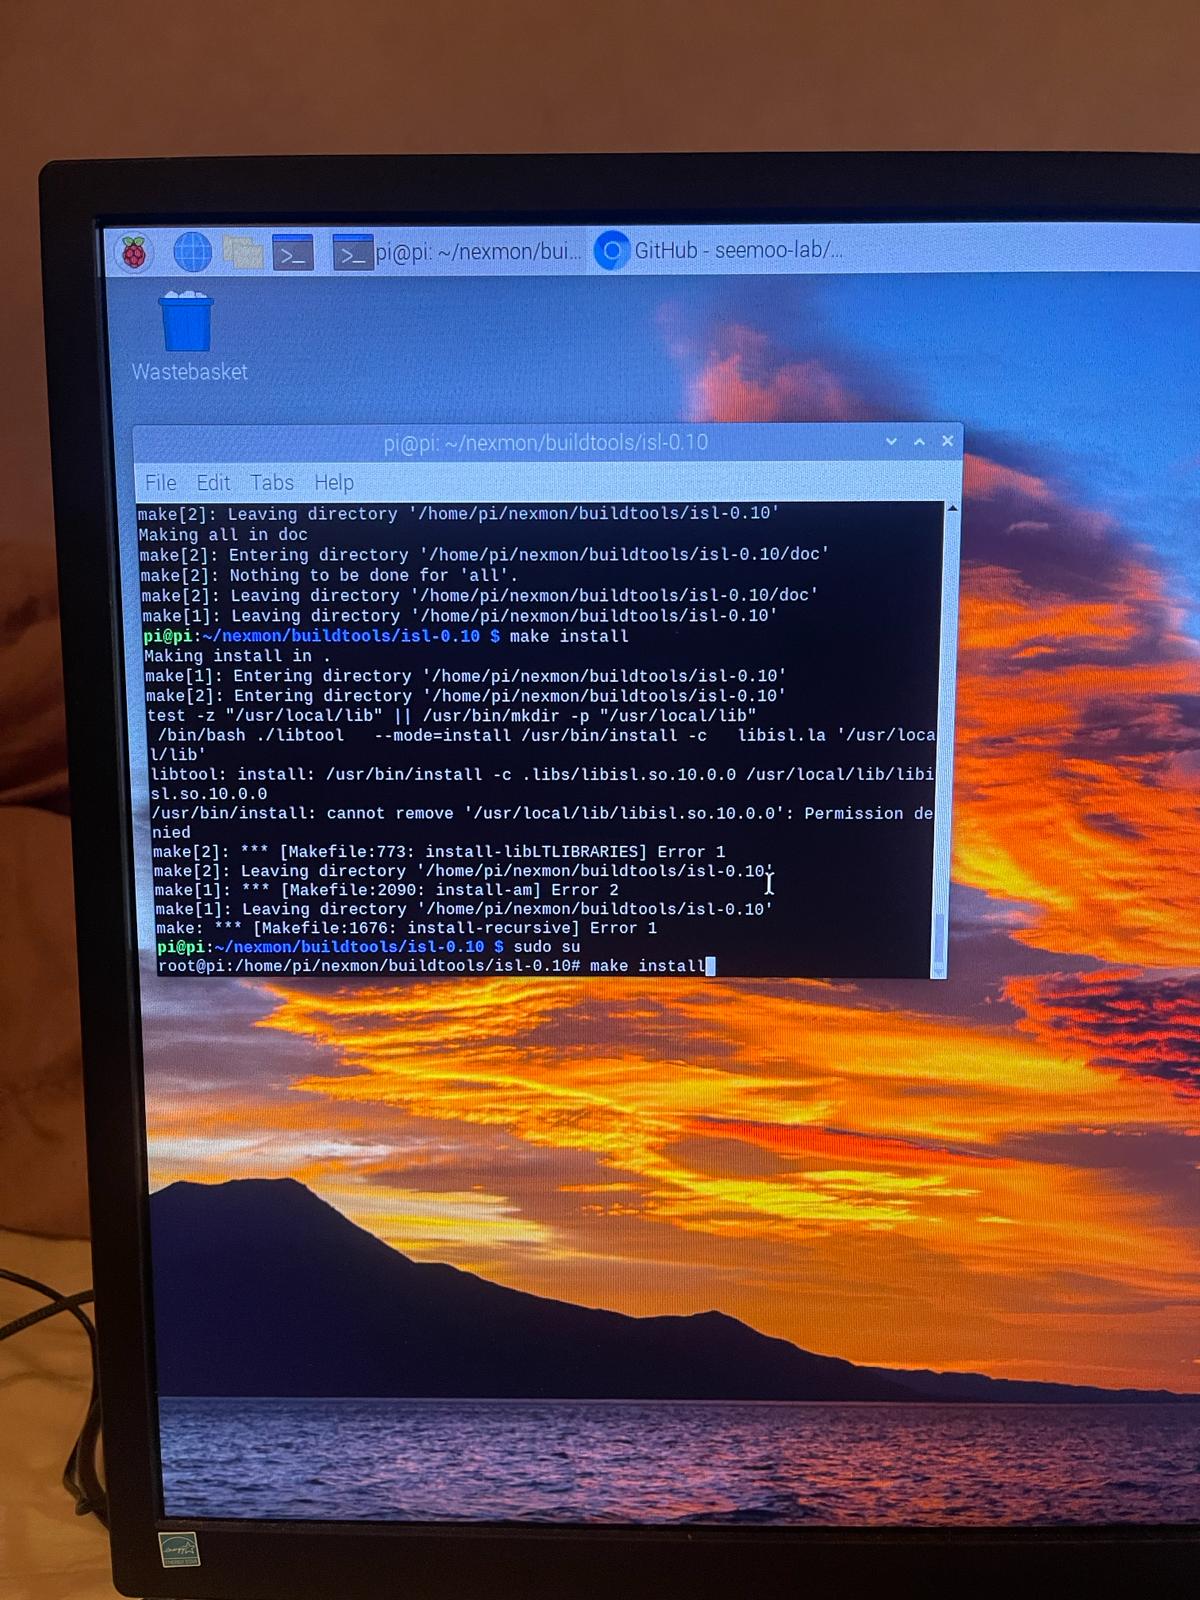 pi@pi: ~/nexmon/bui...
GitHub - seemoo-lab/...
Wastebasket
pi@pi: ~/nexmon/buildtools/isl-0.10
File Edit Tabs Help
make[2]: Leaving directory '/home/pi/nexmon/buildtools/isl-0.10'
Making all in doc
make[2]: Entering directory '/home/pi/nexmon/buildtools/isl-0.10/doc'
make[2]: Nothing to be done for 'all'.
make[2]: Leaving directory '/home/pi/nexmon/buildtools/isl-0.10/doc'
make[1]: Leaving directory '/home/pi/nexmon/buildtools/isl-0.10'
pi@pi:~/nexmon/buildtools/isl-0.10 $ make install
Making install in .
make[1]: Entering directory '/home/pi/nexmon/buildtools/isl-0.10'
make[2]: Entering directory '/home/pi/nexmon/buildtools/isl-0.10'
test -z "/usr/local/lib" || /usr/bin/mkdir -p "/usr/local/lib"
/bin/bash ./libtool --mode=install /usr/bin/install -c libisl.la '/usr/loca
l/lib'
libtool: install: /usr/bin/install -c .libs/libisl.so.10.0.0 /usr/local/lib/libi
sl.so.10.0.0
/usr/bin/install: cannot remove '/usr/local/lib/libisl.so.10.0.0': Permission de
nied
make[2]: *** [Makefile:773: install-libLTLIBRARIES] Error 1
make[2]: Leaving directory '/home/pi/nexmon/buildtools/isl-0.10'
make[1]: *** [Makefile:2090: install-am] Error 2
make[1]: Leaving directory '/home/pi/nexmon/buildtools/isl-0.10'
make: *** [Makefile:1676: install-recursive] Error 1
pi@pi:~/nexmon/buildtools/isl-0.10 $ sudo su
root@pi:/home/pi/nexmon/buildtools/isl-0.10# make install